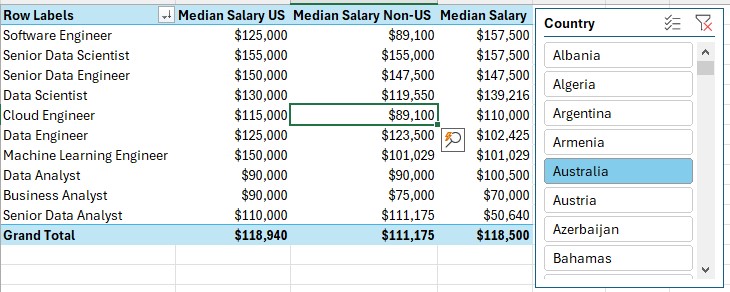 Row Labels Median Salary US Median Salary Non-US Median Salary
Software Engineer $125,000 $89,100 $157,500
Senior Data Scientist $155,000 $155,000 $157,500
Senior Data Engineer $150,000 $147,500 $147,500
Data Scientist $130,000 $119,550 $139,216
Cloud Engineer $115,000 $89,100 $110,000
Data Engineer $125,000 $123,500 $102,425
Machine Learning Engineer $150,000 $101,029 $101,029
Data Analyst $90,000 $90,000 $100,500
Business Analyst $90,000 $75,000 $70,000
Senior Data Analyst $110,000 $111,175 $50,640
Grand Total $118,940 $111,175 $118,500
Country
Albania
Algeria
Argentina
Armenia
Australia
Austria
Azerbaijan
Bahamas